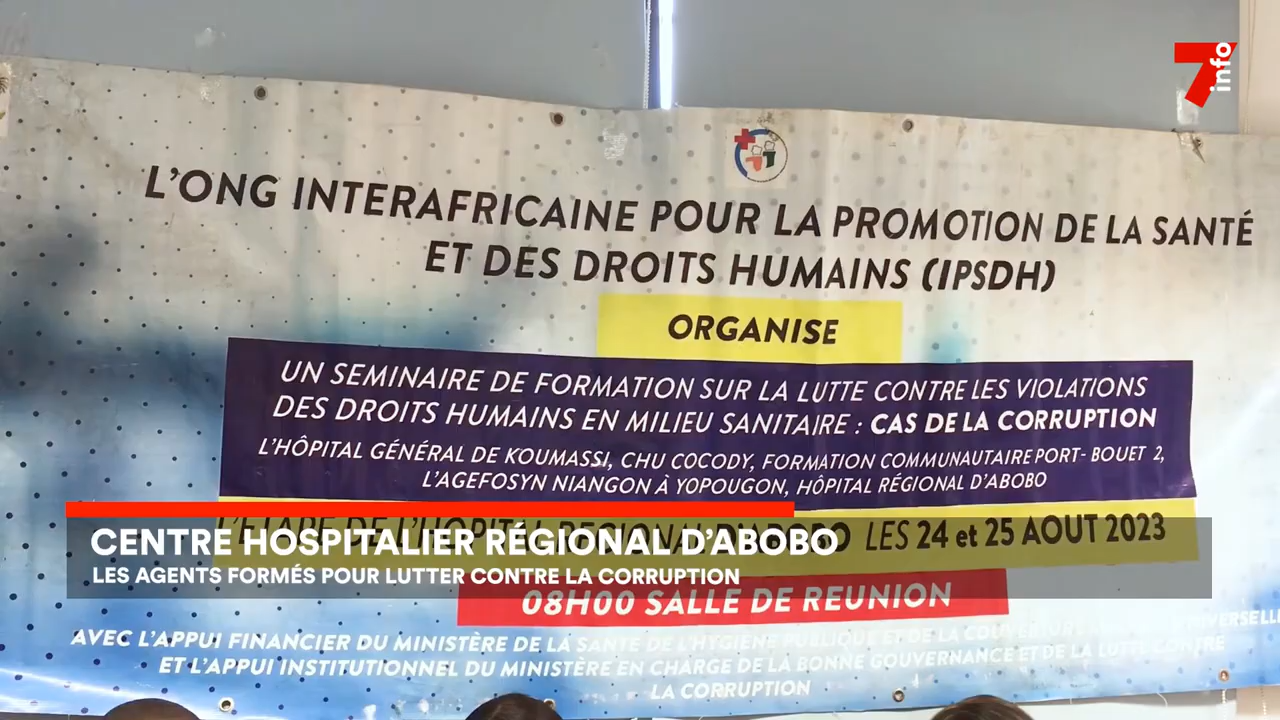 7info
L'ONG INTERAFRICAINE POUR LA PROMOTION DE LA SANTÉ
ET DES DROITS HUMAINS (IPSDH)
ORGANISE
UN SEMINAIRE DE FORMATION SUR LA LUTTE CONTRE LES VIOLATIONS
DES DROITS HUMAINS EN MILIEU SANITAIRE : CAS DE LA CORRUPTION
L'HÔPITAL GÉNÉRAL DE KOUMASSI, CHU COCODY, FORMATION COMMUNAUTAIRE PORT- BOUET 2,
L'AGEFOSYN NIANGON À YOPOUGON, HÔPITAL RÉGIONAL D'ABOBO
L'ETAPE DE L'HÔPITAL REGIONAL D'ABOBO LES 24 et 25 AOUT 2023
CENTRE HOSPITALIER RÉGIONAL D'ABOBO
LES AGENTS FORMÉS POUR LUTTER CONTRE LA CORRUPTION
08H00 SALLE DE REUNION
AVEC L'APPUI FINANCIER DU MINISTÈRE DE LA SANTÉ DE L'HYGIÈNE PUBLIQUE ET DE LA COUVERTURE
ET L'APPUI INSTITUTIONNEL DU MINISTÈRE EN CHARGE DE LA BONNE GOUVERNANCE ET DE LA LUTTE CONTRE
LA CORRUPTION